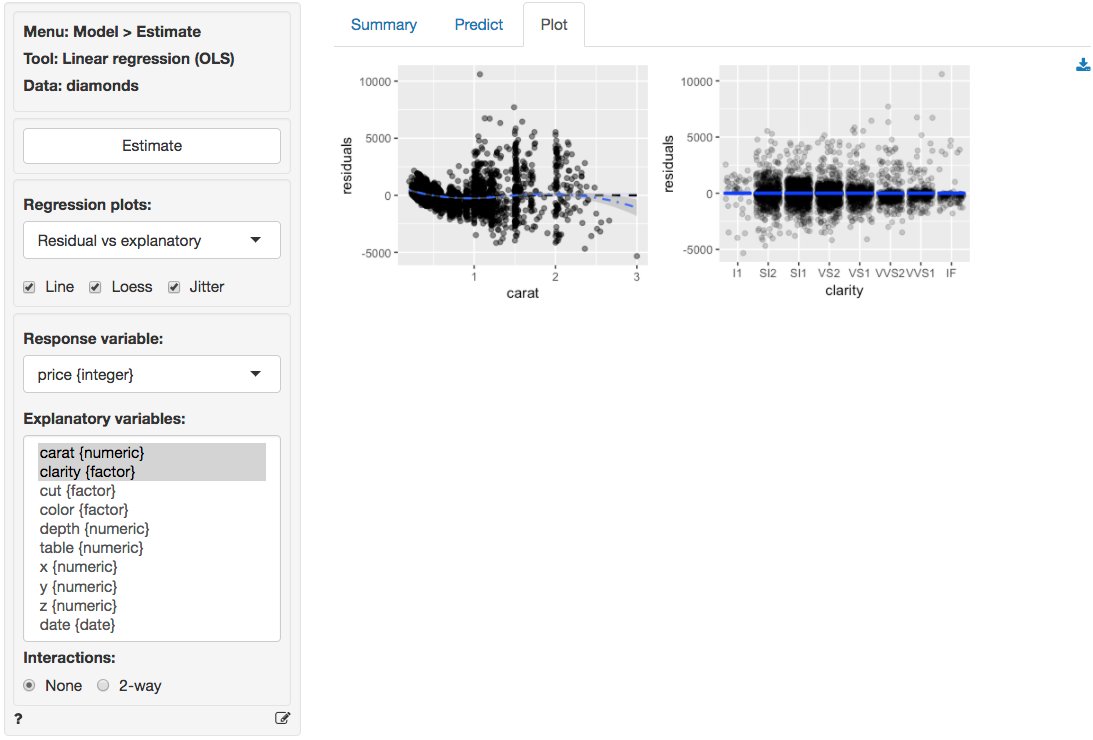 Menu: Model > Estimate
Tool: Linear regression (OLS)
Data: diamonds
Estimate
Regression plots:
Residual vs explanatory
Line Loess Jitter
Response variable:
price {integer}
Explanatory variables:
carat {numeric}
clarity {factor}
cut {factor}
color {factor}
depth {numeric}
table {numeric}
x {numeric}
y {numeric}
z {numeric}
date {date}
Interactions:
None 2-way
?
Summary Predict Plot
10000
5000
0
-5000
residuals
1 2 3
carat
10000
5000
0
-5000
residuals
I1 SI2 SI1 VS2 VS1 VVS2 VVS1 IF
clarity